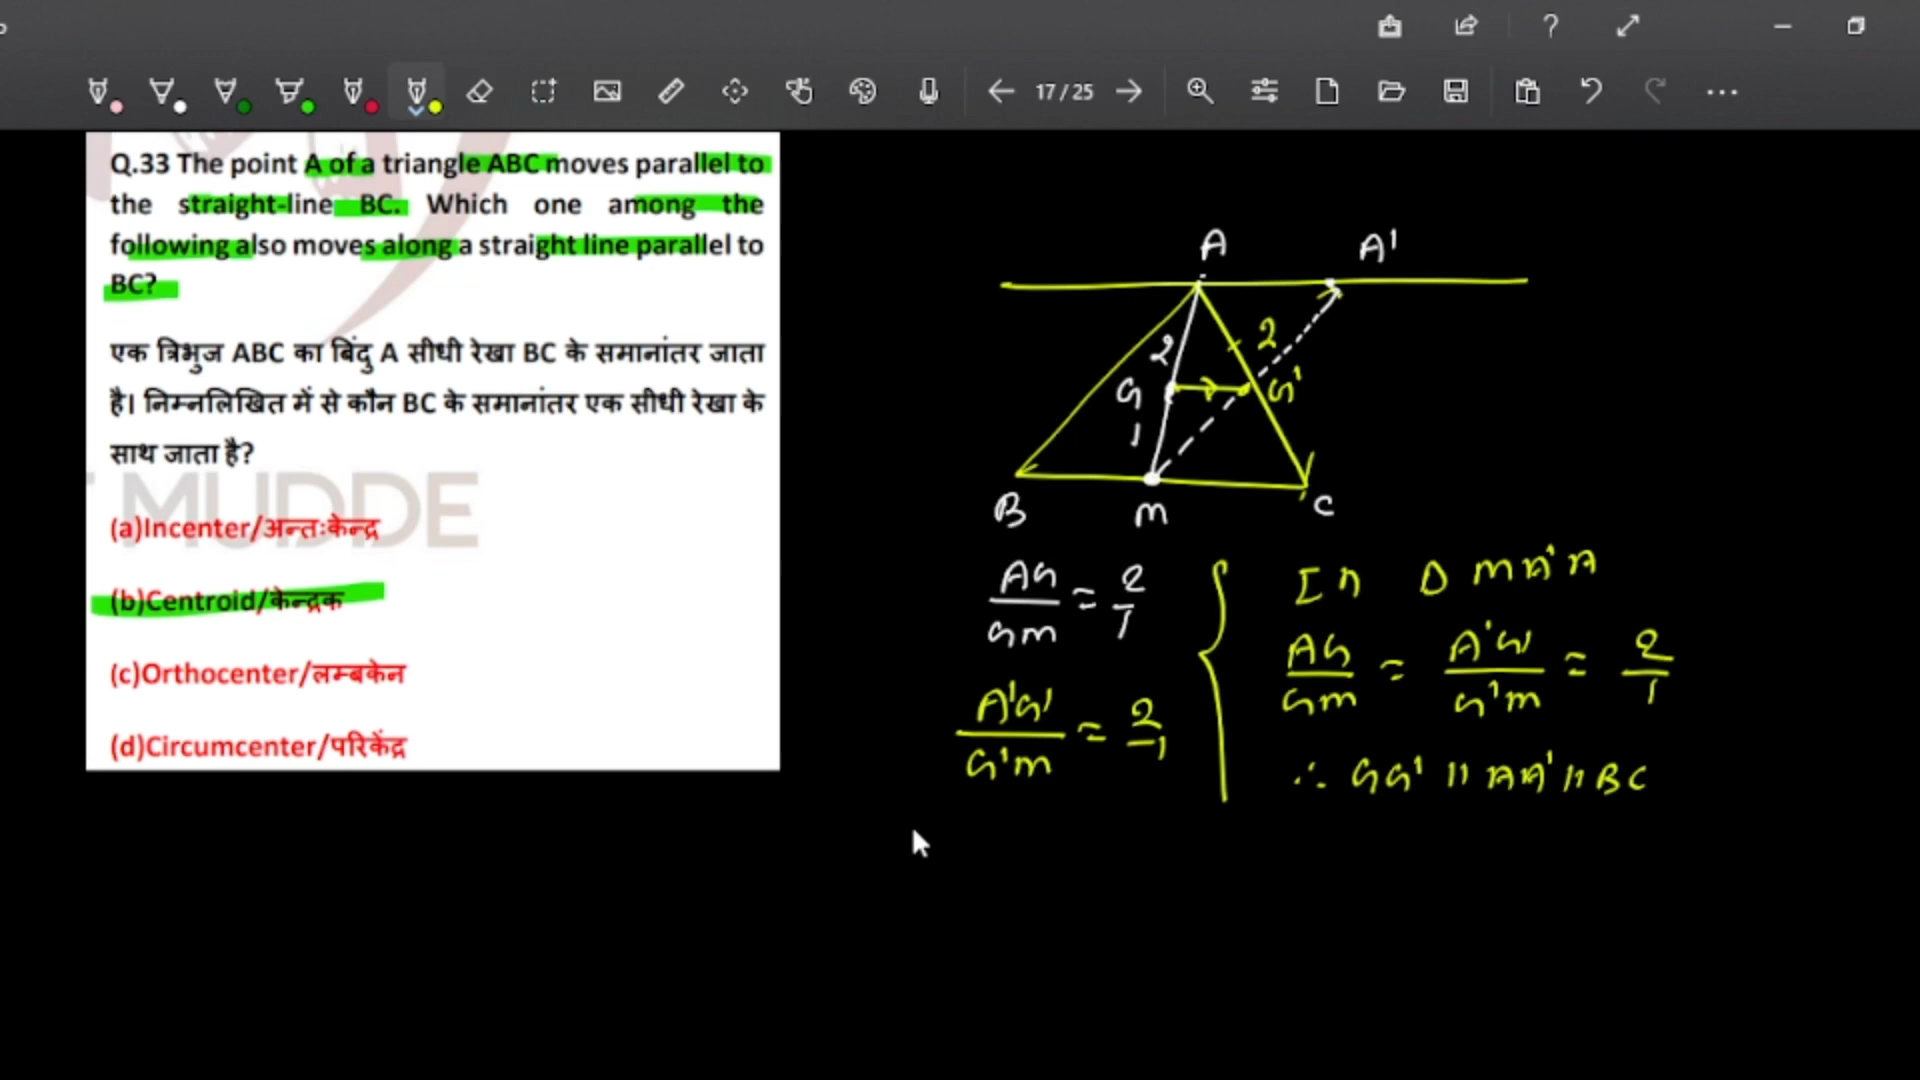 17 / 25
Q.33 The point A of a triangle ABC moves parallel to
the straight-line BC. Which one among the
following also moves along a straight line parallel to
BC?
एक त्रिभुज ABC का बिंदु A सीधी रेखा BC के समानांतर जाता
है। निम्नलिखित में से कौन BC के समानांतर एक सीधी रेखा के
साथ जाता है?
MUDDE
(a)Incenter/अन्तःकेन्द्र
(b)Centroid/केन्द्रक
(c)Orthocenter/लम्बकेन
(d)Circumcenter/परिकेंद्र
A A'
2 2
G G'
1
B M C
AG/GM = 2/1
A'G'/G'M = 2/1
In Δ MA'A
AG/GM = A'G'/G'M = 2/1
∴ GG' || AA' || BC